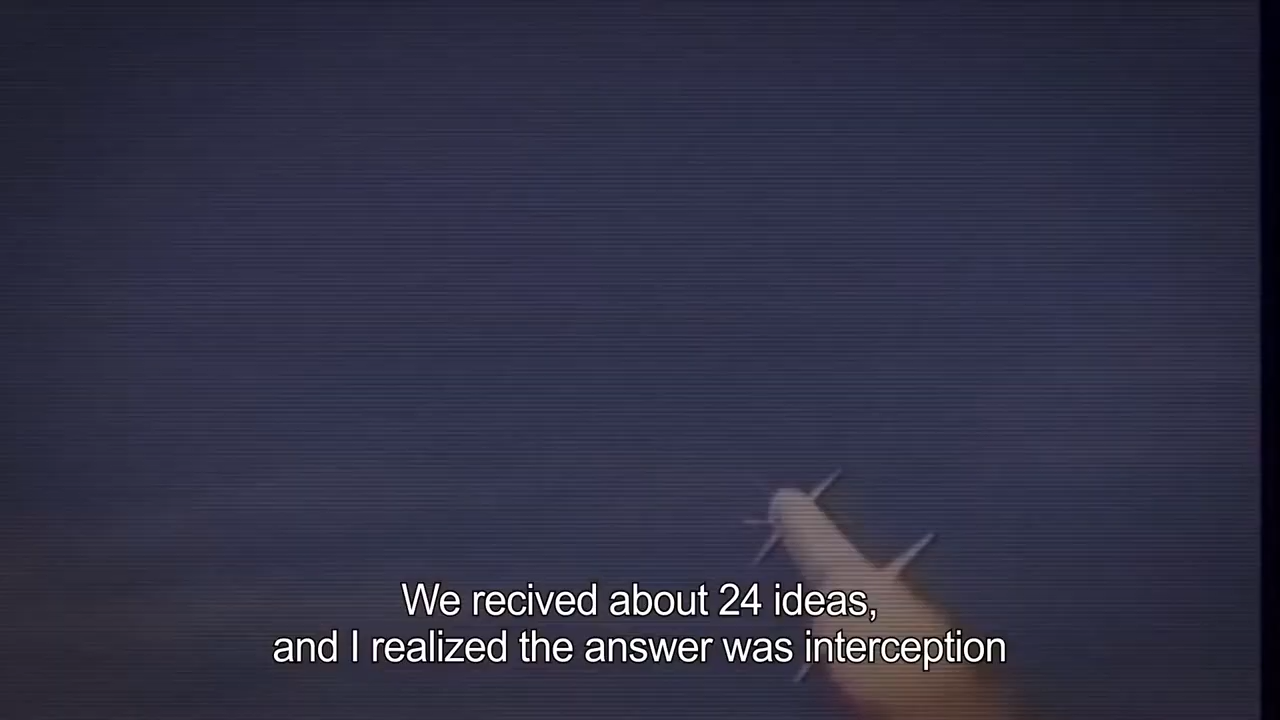 We recived about 24 ideas,
and I realized the answer was interception